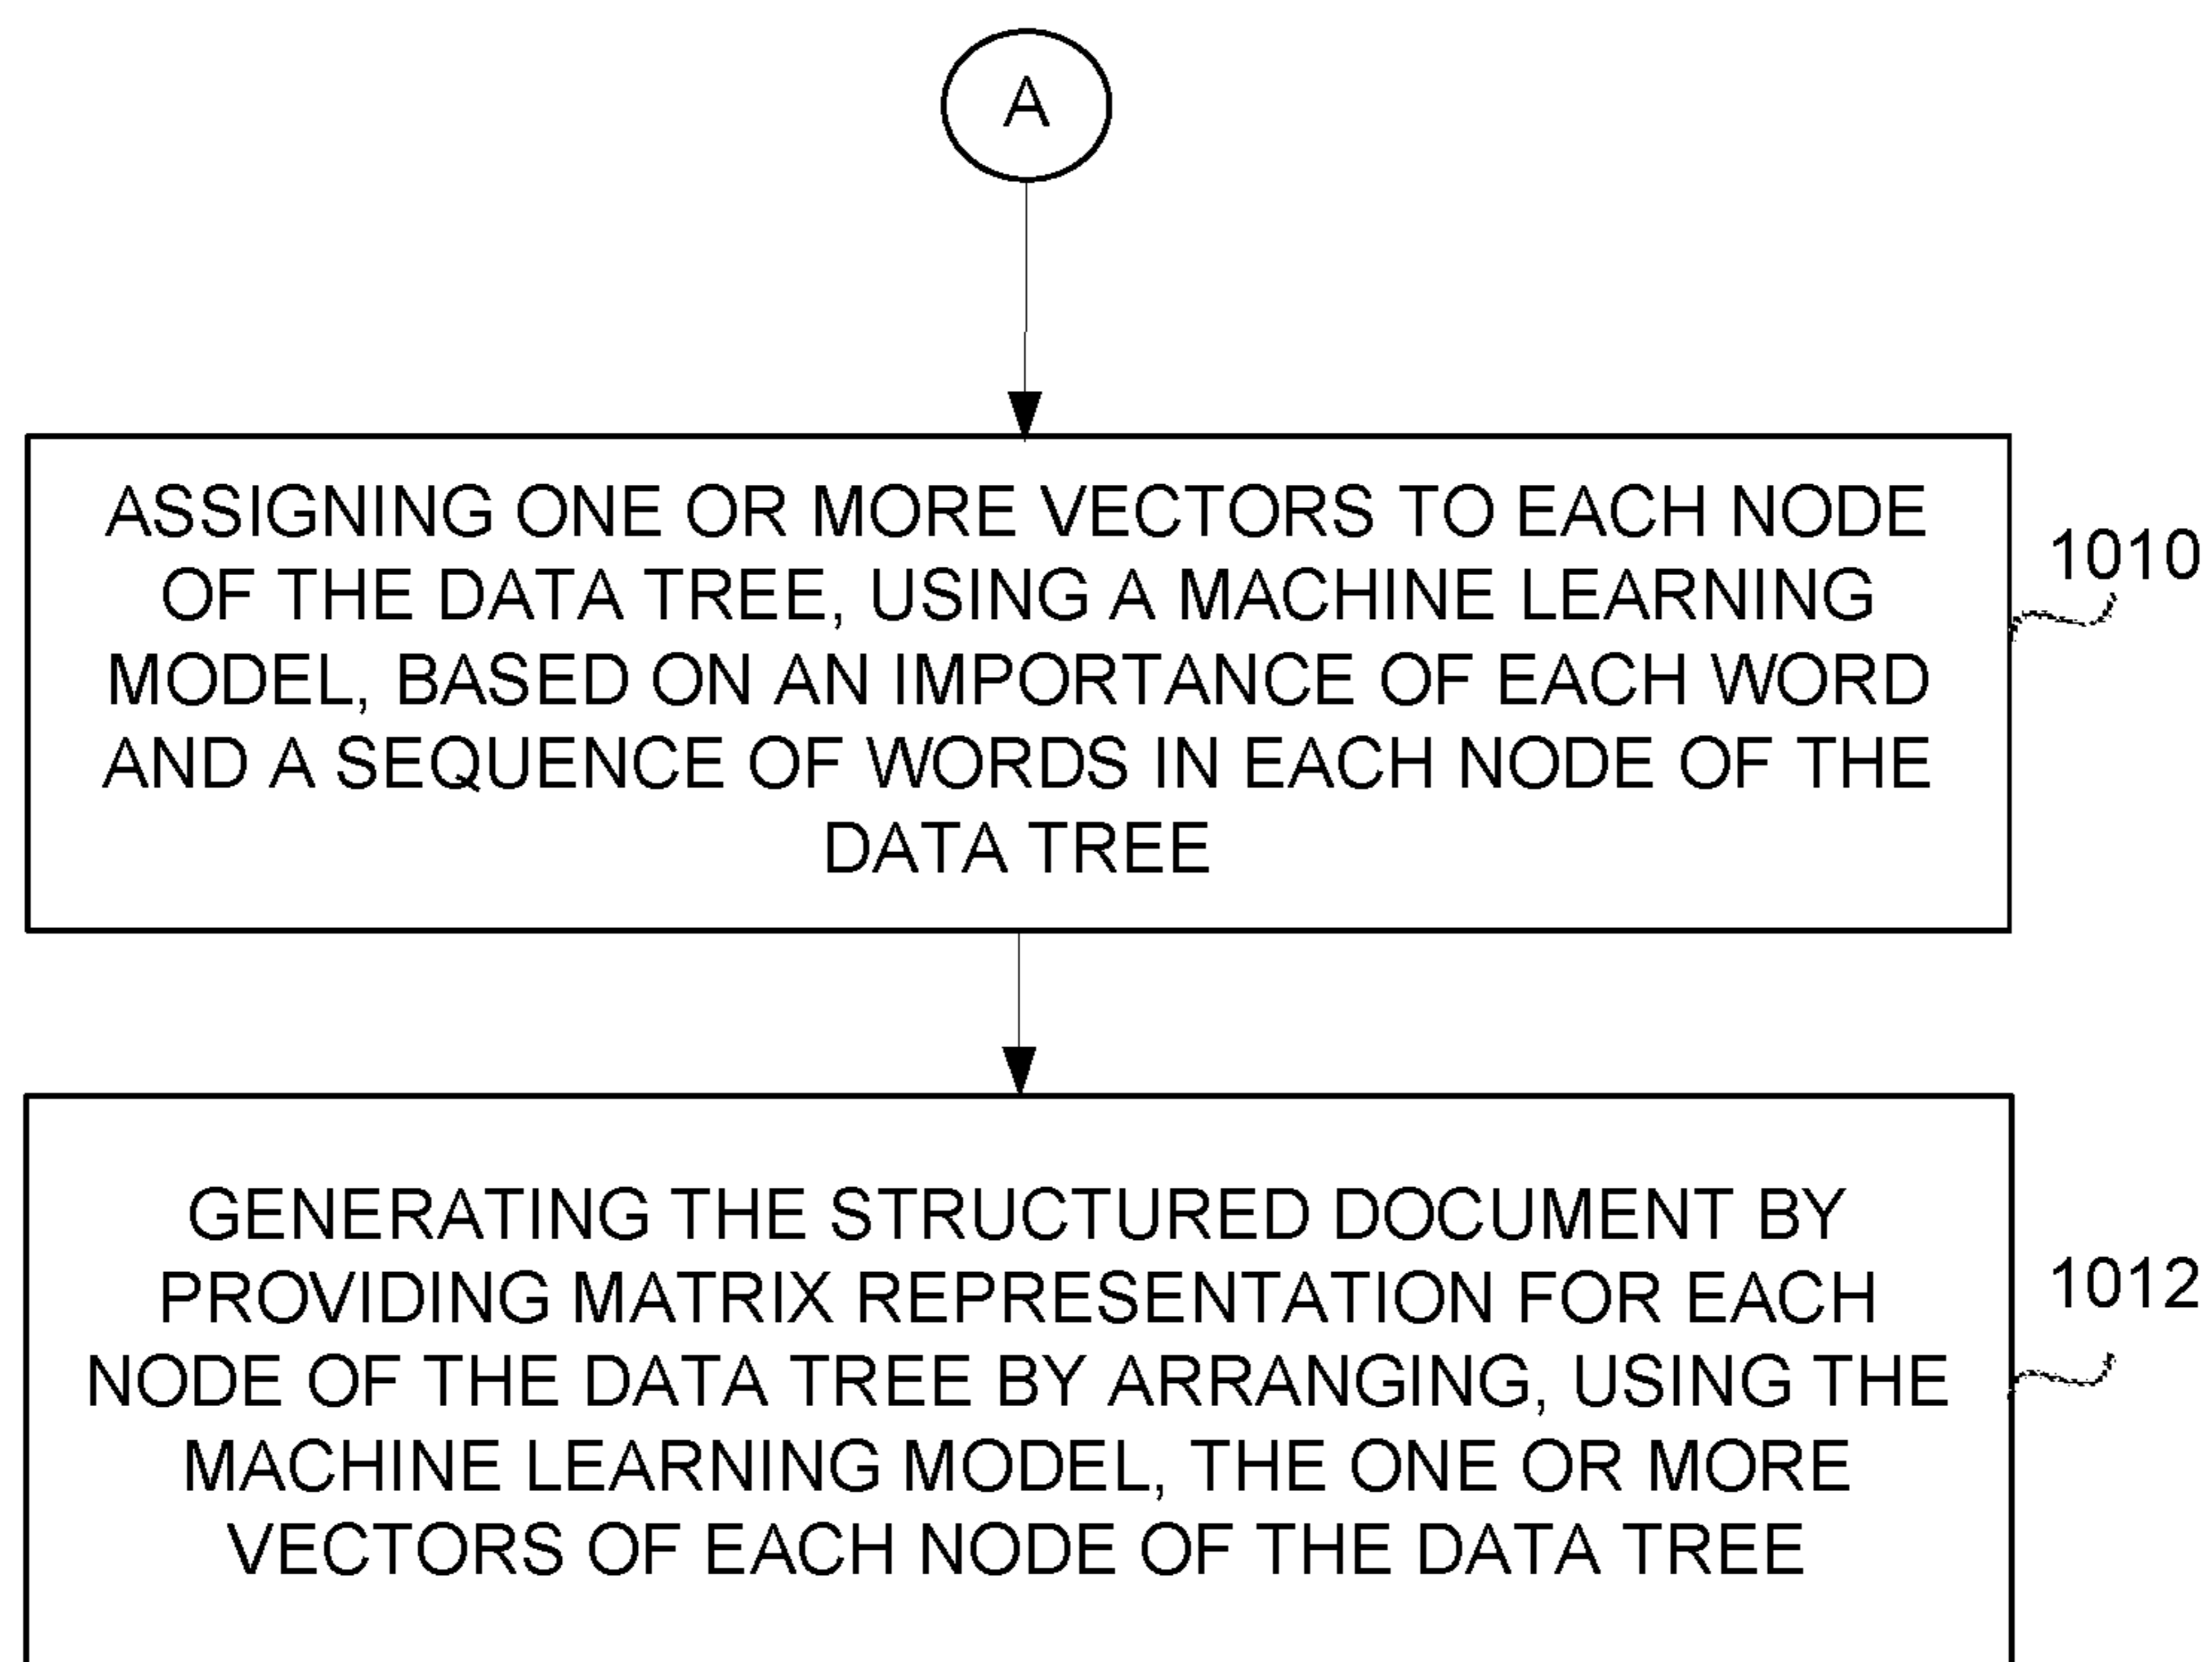 A
ASSIGNING ONE OR MORE VECTORS TO EACH NODE
OF THE DATA TREE, USING A MACHINE LEARNING
MODEL, BASED ON AN IMPORTANCE OF EACH WORD
AND A SEQUENCE OF WORDS IN EACH NODE OF THE
DATA TREE
1010
GENERATING THE STRUCTURED DOCUMENT BY
PROVIDING MATRIX REPRESENTATION FOR EACH
NODE OF THE DATA TREE BY ARRANGING, USING THE
MACHINE LEARNING MODEL, THE ONE OR MORE
VECTORS OF EACH NODE OF THE DATA TREE
1012